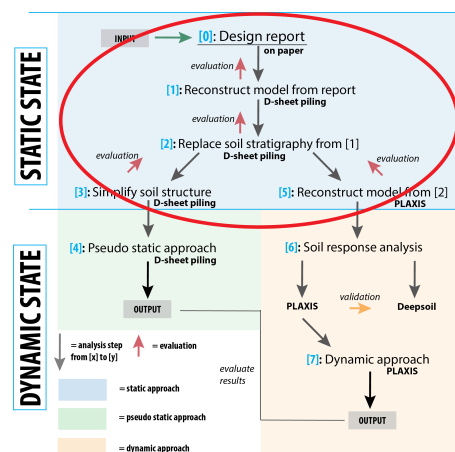 STATIC STATE
INPUT
[0]: Design report
on paper
evaluation
[1]: Reconstruct model from report
D-sheet piling
evaluation
[2]: Replace soil stratigraphy from [1]
D-sheet piling
evaluation
evaluation
[3]: Simplify soil structure
D-sheet piling
[5]: Reconstruct model from [2]
PLAXIS
DYNAMIC STATE
[4]: Pseudo static approach
D-sheet piling
[6]: Soil response analysis
OUTPUT
PLAXIS
validation
Deepsoil
= analysis step
from [x] to [y]
= evaluation
[7]: Dynamic approach
PLAXIS
evaluate
results
= static approach
= pseudo static approach
OUTPUT
= dynamic approach